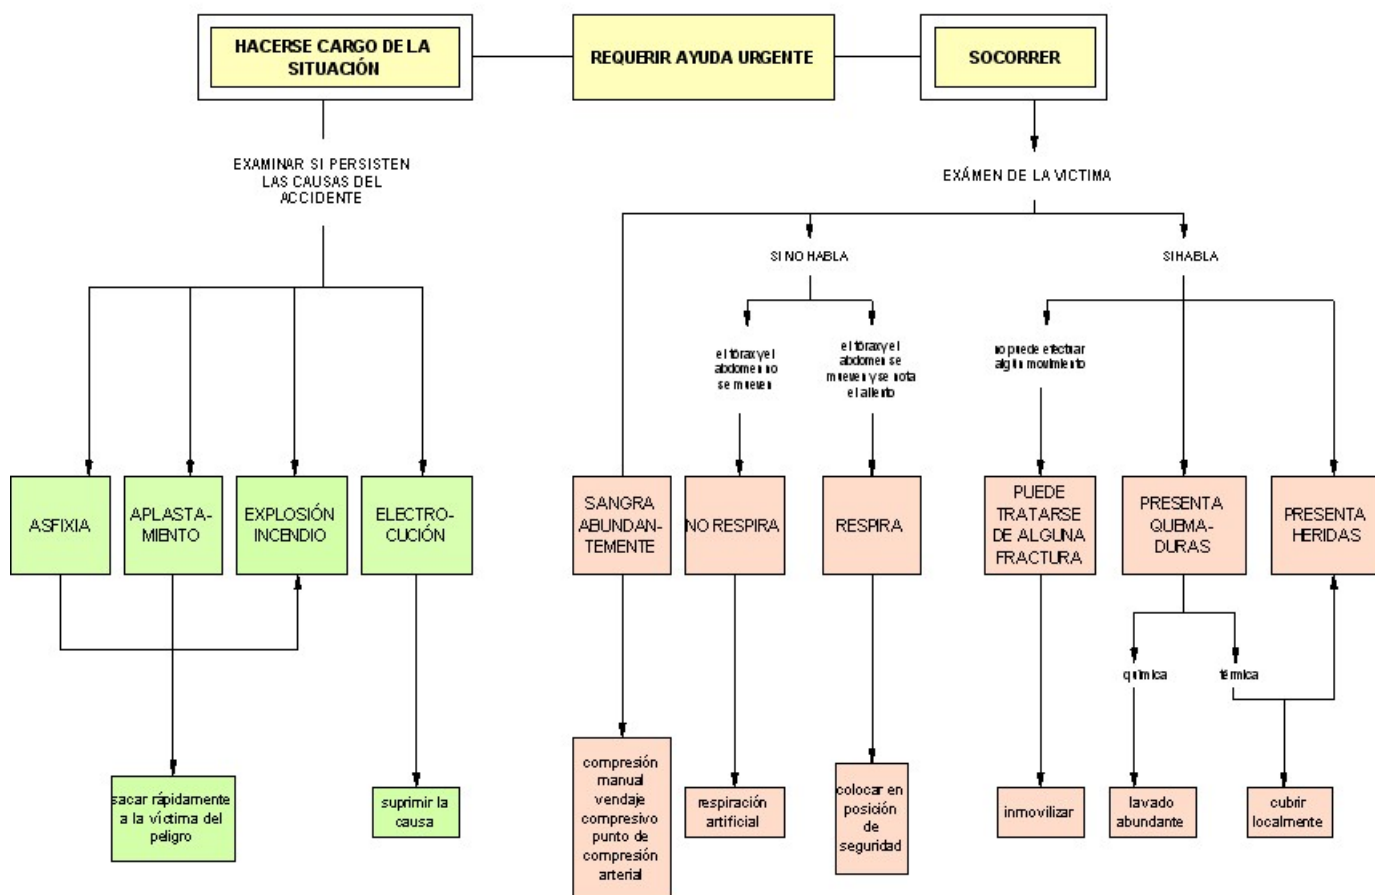 HACERSE CARGO DE LA
SITUACIÓN
REQUERIR AYUDA URGENTE
SOCORRER
EXAMINAR SI PERSISTEN
LAS CAUSAS DEL
ACCIDENTE
EXÁMEN DE LA VICTIMA
SI NO HABLA
SI HABLA
el tórax y el
abdomen no
se mueven
el tórax y el
abdomen se
mueven y se nota
el aliento
no puede efectuar
algún movimiento
ASFIXIA
APLASTA-
MIENTO
EXPLOSIÓN
INCENDIO
ELECTRO-
CUCIÓN
SANGRA
ABUNDAN-
TEMENTE
NO RESPIRA
RESPIRA
PUEDE
TRATARSE
DE ALGUNA
FRACTURA
PRESENTA
QUEMA-
DURAS
PRESENTA
HERIDAS
química
térmica
sacar rápidamente
a la víctima del
peligro
suprimir la
causa
compresión
manual
vendaje
compresivo
punto de
compresión
arterial
respiración
artificial
colocar en
posición
de
seguridad
inmovilizar
lavado
abundante
cubrir
localmente